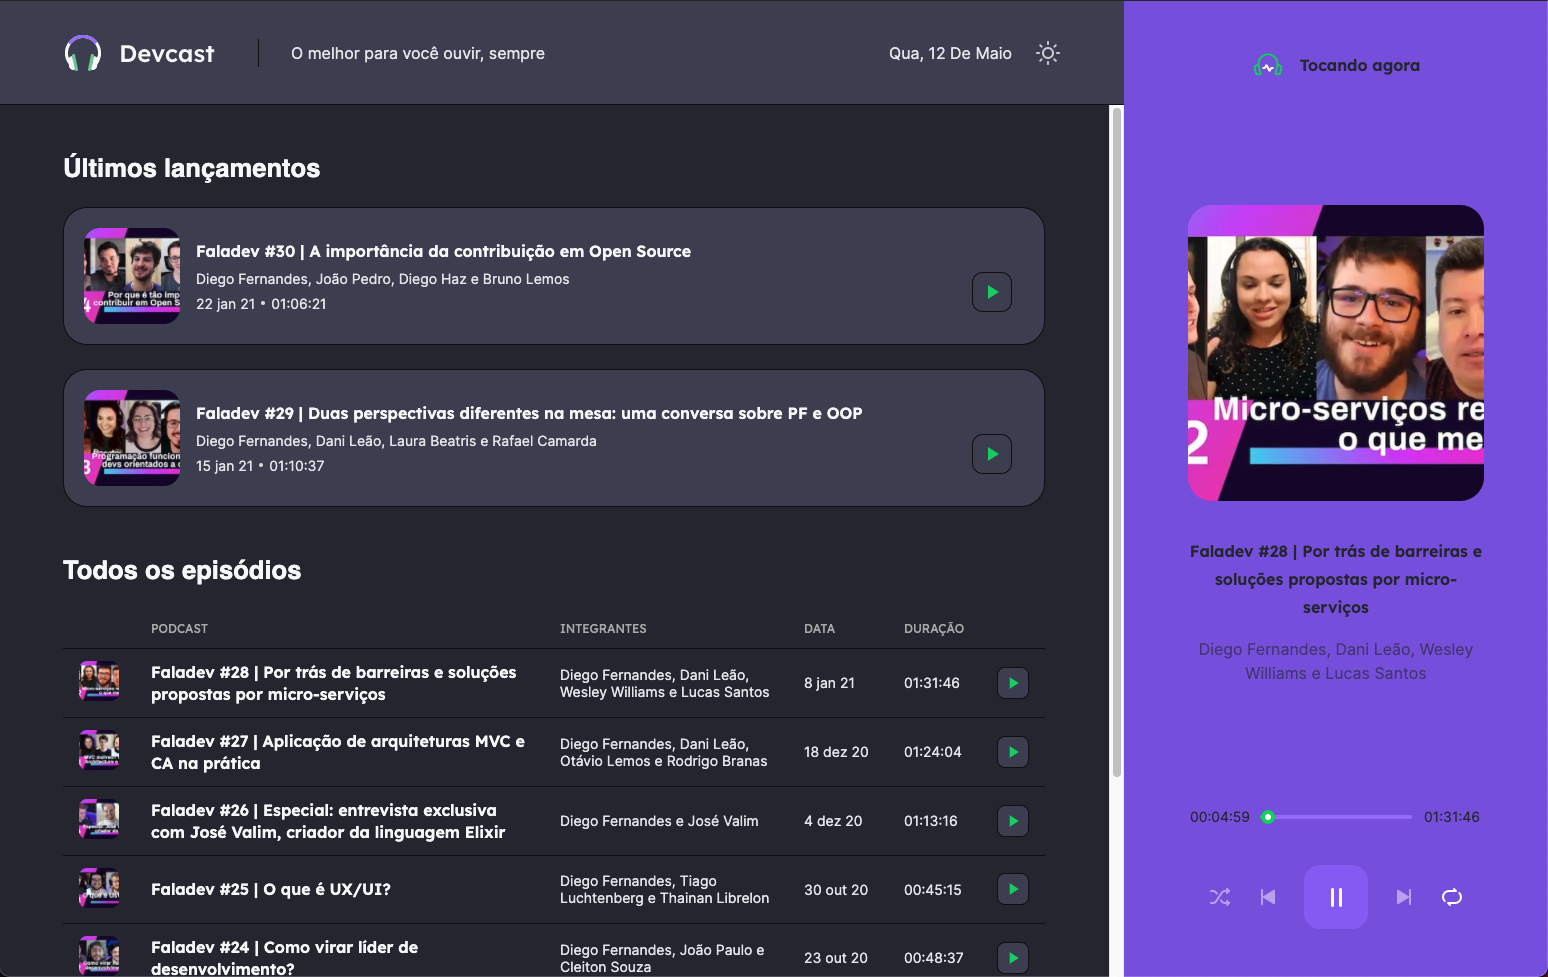 Devcast
O melhor para você ouvir, sempre
Qua, 12 De Maio
Últimos lançamentos
Por que é tão imp
contribuir em Open S
4
Faladev #30 | A importância da contribuição em Open Source
Diego Fernandes, João Pedro, Diego Haz e Bruno Lemos
22 jan 21 • 01:06:21
Programação funcion
devs orientados a o
3
Faladev #29 | Duas perspectivas diferentes na mesa: uma conversa sobre PF e OOP
Diego Fernandes, Dani Leão, Laura Beatris e Rafael Camarda
15 jan 21 • 01:10:37
Todos os episódios
PODCAST INTEGRANTES DATA DURAÇÃO
Faladev #28 | Por trás de barreiras e soluções
propostas por micro-serviços
Diego Fernandes, Dani Leão,
Wesley Williams e Lucas Santos
8 jan 21
01:31:46
Faladev #27 | Aplicação de arquiteturas MVC e
CA na prática
Diego Fernandes, Dani Leão,
Otávio Lemos e Rodrigo Branas
18 dez 20
01:24:04
Faladev #26 | Especial: entrevista exclusiva
com José Valim, criador da linguagem Elixir
Diego Fernandes e José Valim
4 dez 20
01:13:16
Faladev #25 | O que é UX/UI?
Diego Fernandes, Tiago
Luchtenberg e Thainan Librelon
30 out 20
00:45:15
Faladev #24 | Como virar líder de
desenvolvimento?
Diego Fernandes, João Paulo e
Cleiton Souza
23 out 20
00:48:37
Tocando agora
Micro-serviços re
o que me
2
Faladev #28 | Por trás de barreiras e
soluções propostas por micro-
serviços
Diego Fernandes, Dani Leão, Wesley
Williams e Lucas Santos
00:04:59
01:31:46